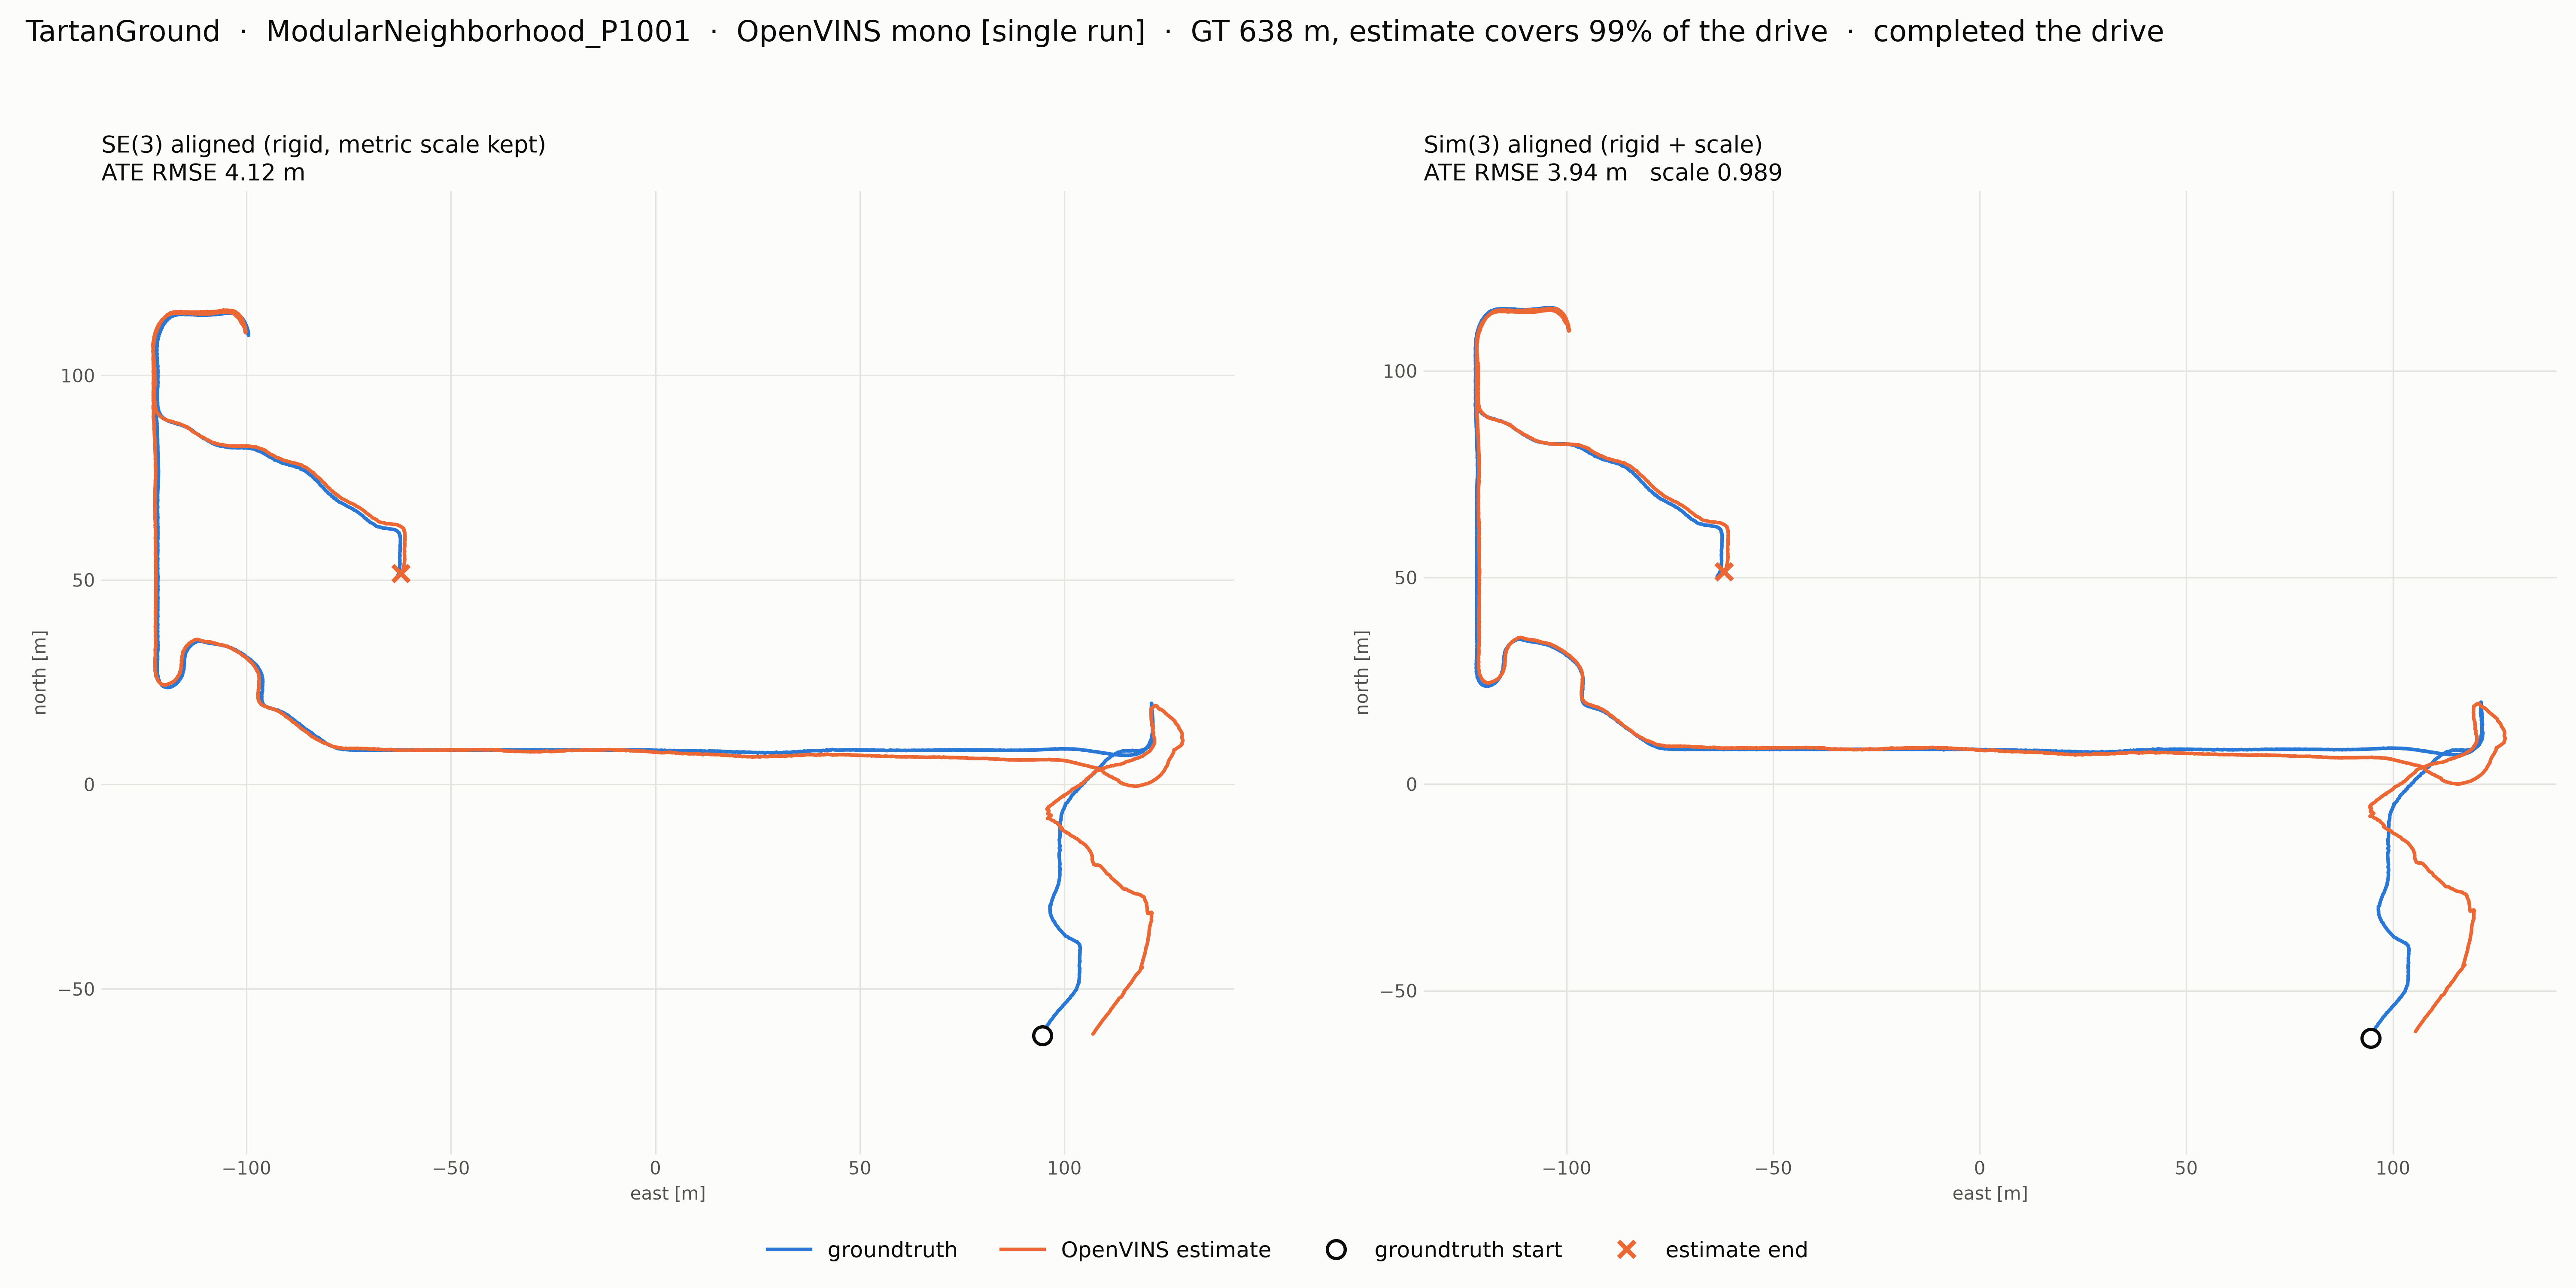 TartanGround · ModularNeighborhood_P1001 · OpenVINS mono [single run] · GT 638 m, estimate covers 99% of the drive · completed the drive
SE(3) aligned (rigid, metric scale kept)
ATE RMSE 4.12 m
100
50
0
−50
−100
−50
0
50
100
north [m]
east [m]
Sim(3) aligned (rigid + scale)
ATE RMSE 3.94 m   scale 0.989
100
50
0
−50
−100
−50
0
50
100
north [m]
east [m]
groundtruth
OpenVINS estimate
groundtruth start
estimate end